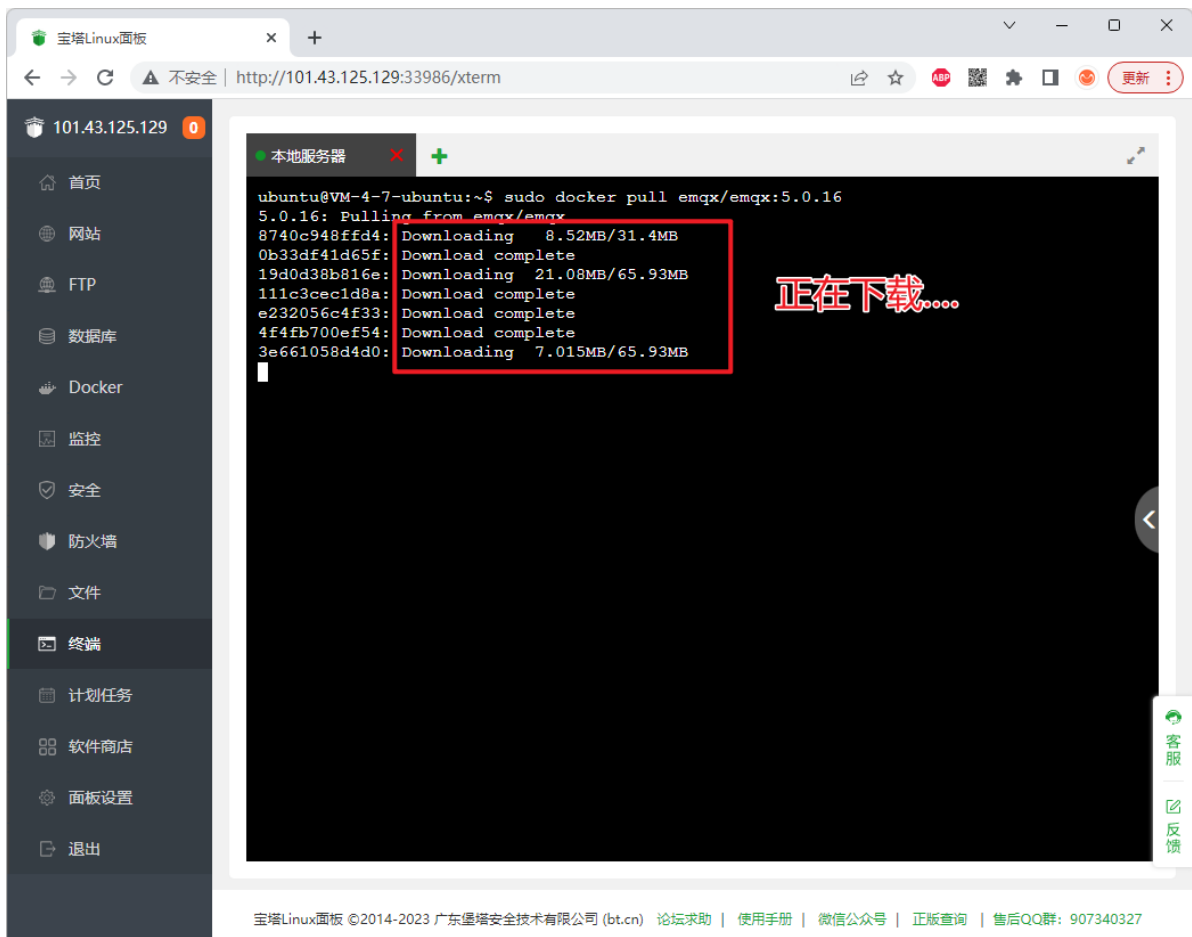 宝塔Linux面板
不安全 | http://101.43.125.129:33986/xterm
ABP
更新
101.43.125.129 0
首页
网站
FTP
数据库
Docker
监控
安全
防火墙
文件
终端
计划任务
软件商店
面板设置
退出
本地服务器
ubuntu@VM-4-7-ubuntu:~$ sudo docker pull emqx/emqx:5.0.16
5.0.16: Pulling from emqx/emqx
8740c948ffd4: Downloading 8.52MB/31.4MB
0b33df41d65f: Download complete
19d0d38b816e: Downloading 21.08MB/65.93MB
111c3cec1d8a: Download complete
e232056c4f33: Download complete
4f4fb700ef54: Download complete
3e661058d4d0: Downloading 7.015MB/65.93MB
正在下载....
客服
反馈
宝塔Linux面板 ©2014-2023 广东堡塔安全技术有限公司 (bt.cn) 论坛求助 | 使用手册 | 微信公众号 | 正版查询 | 售后QQ群：907340327